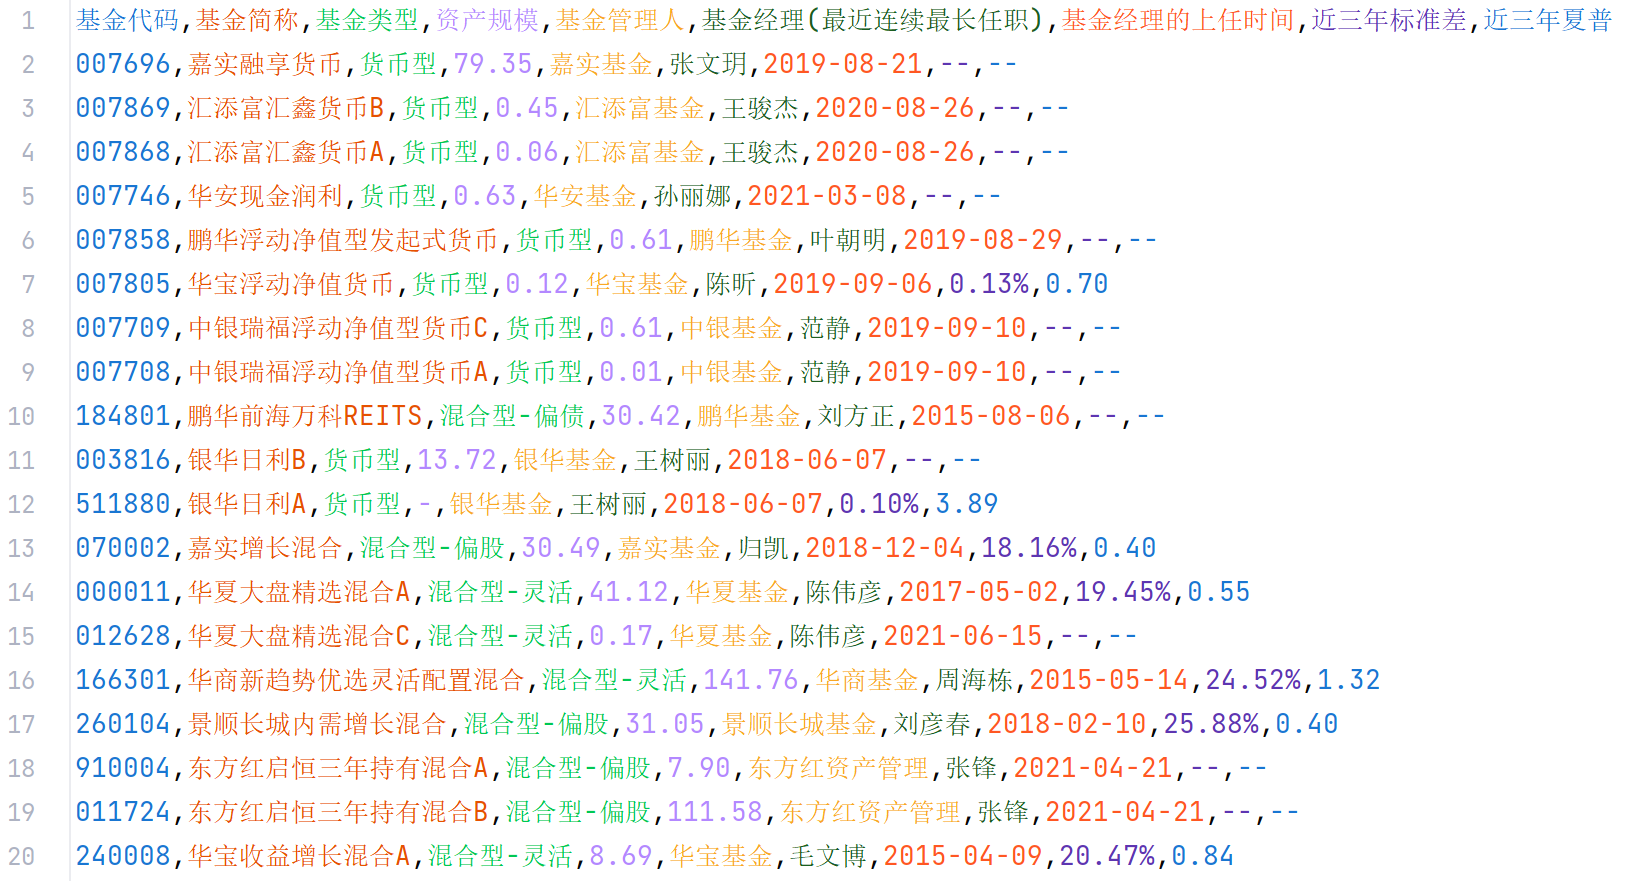 1 基金代码,基金简称,基金类型,资产规模,基金管理人,基金经理(最近连续最长任职),基金经理的上任时间,近三年标准差,近三年夏普
2 007696,嘉实融享货币,货币型,79.35,嘉实基金,张文玥,2019-08-21,--,--
3 007869,汇添富汇鑫货币B,货币型,0.45,汇添富基金,王骏杰,2020-08-26,--,--
4 007868,汇添富汇鑫货币A,货币型,0.06,汇添富基金,王骏杰,2020-08-26,--,--
5 007746,华安现金润利,货币型,0.63,华安基金,孙丽娜,2021-03-08,--,--
6 007858,鹏华浮动净值型发起式货币,货币型,0.61,鹏华基金,叶朝明,2019-08-29,--,--
7 007805,华宝浮动净值货币,货币型,0.12,华宝基金,陈昕,2019-09-06,0.13%,0.70
8 007709,中银瑞福浮动净值型货币C,货币型,0.61,中银基金,范静,2019-09-10,--,--
9 007708,中银瑞福浮动净值型货币A,货币型,0.01,中银基金,范静,2019-09-10,--,--
10 184801,鹏华前海万科REITS,混合型-偏债,30.42,鹏华基金,刘方正,2015-08-06,--,--
11 003816,银华日利B,货币型,13.72,银华基金,王树丽,2018-06-07,--,--
12 511880,银华日利A,货币型,-,银华基金,王树丽,2018-06-07,0.10%,3.89
13 070002,嘉实增长混合,混合型-偏股,30.49,嘉实基金,归凯,2018-12-04,18.16%,0.40
14 000011,华夏大盘精选混合A,混合型-灵活,41.12,华夏基金,陈伟彦,2017-05-02,19.45%,0.55
15 012628,华夏大盘精选混合C,混合型-灵活,0.17,华夏基金,陈伟彦,2021-06-15,--,--
16 166301,华商新趋势优选灵活配置混合,混合型-灵活,141.76,华商基金,周海栋,2015-05-14,24.52%,1.32
17 260104,景顺长城内需增长混合,混合型-偏股,31.05,景顺长城基金,刘彦春,2018-02-10,25.88%,0.40
18 910004,东方红启恒三年持有混合A,混合型-偏股,7.90,东方红资产管理,张锋,2021-04-21,--,--
19 011724,东方红启恒三年持有混合B,混合型-偏股,111.58,东方红资产管理,张锋,2021-04-21,--,--
20 240008,华宝收益增长混合A,混合型-灵活,8.69,华宝基金,毛文博,2015-04-09,20.47%,0.84